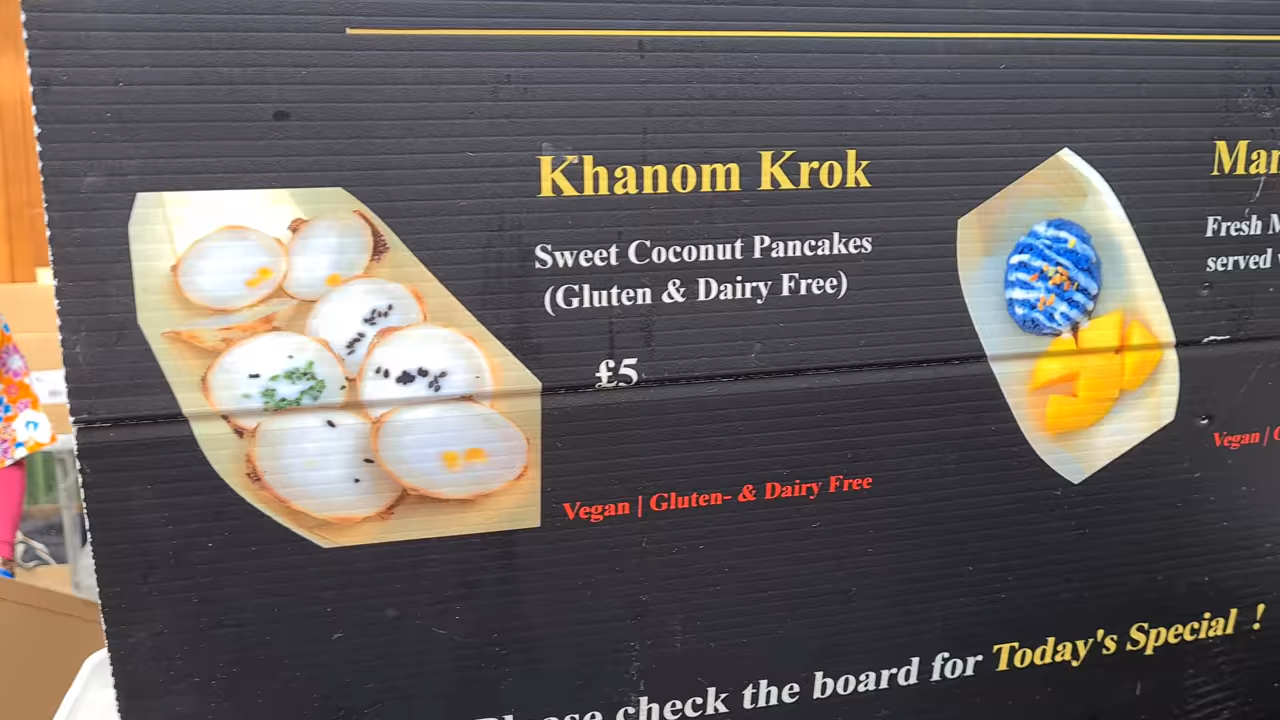 Khanom Krok
Sweet Coconut Pancakes
(Gluten & Dairy Free)
£5
Vegan | Gluten- & Dairy Free
Fresh
served
Vegan |
Please check the board for Today's Special !